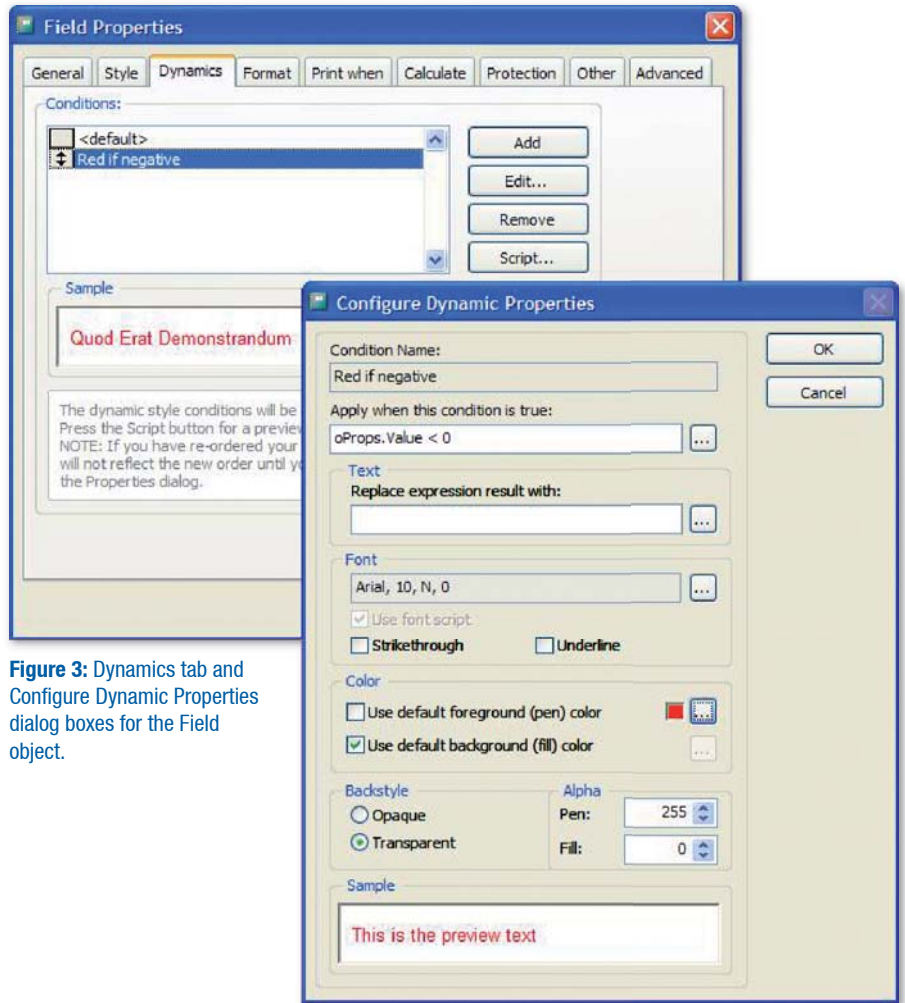 Field Properties
General Style Dynamics Format Print when Calculate Protection Other Advanced
Conditions:
<default>
Red if negative
Add
Edit...
Remove
Script...
Sample
Quod Erat Demonstrandum
The dynamic style conditions will be
Press the Script button for a preview
NOTE: If you have re-ordered your
will not reflect the new order until
the Properties dialog.
Configure Dynamic Properties
Condition Name:
Red if negative
Apply when this condition is true:
oProps.Value < 0
...
Text
Replace expression result with:
...
Font
Arial, 10, N, 0
...
Use font script
Strikethrough Underline
Color
Use default foreground (pen) color
...
Use default background (fill) color
...
Backstyle
Opaque
Transparent
Alpha
Pen: 255
Fill: 0
Sample
This is the preview text
OK
Cancel
Figure 3: Dynamics tab and
Configure Dynamic Properties
dialog boxes for the Field
object.